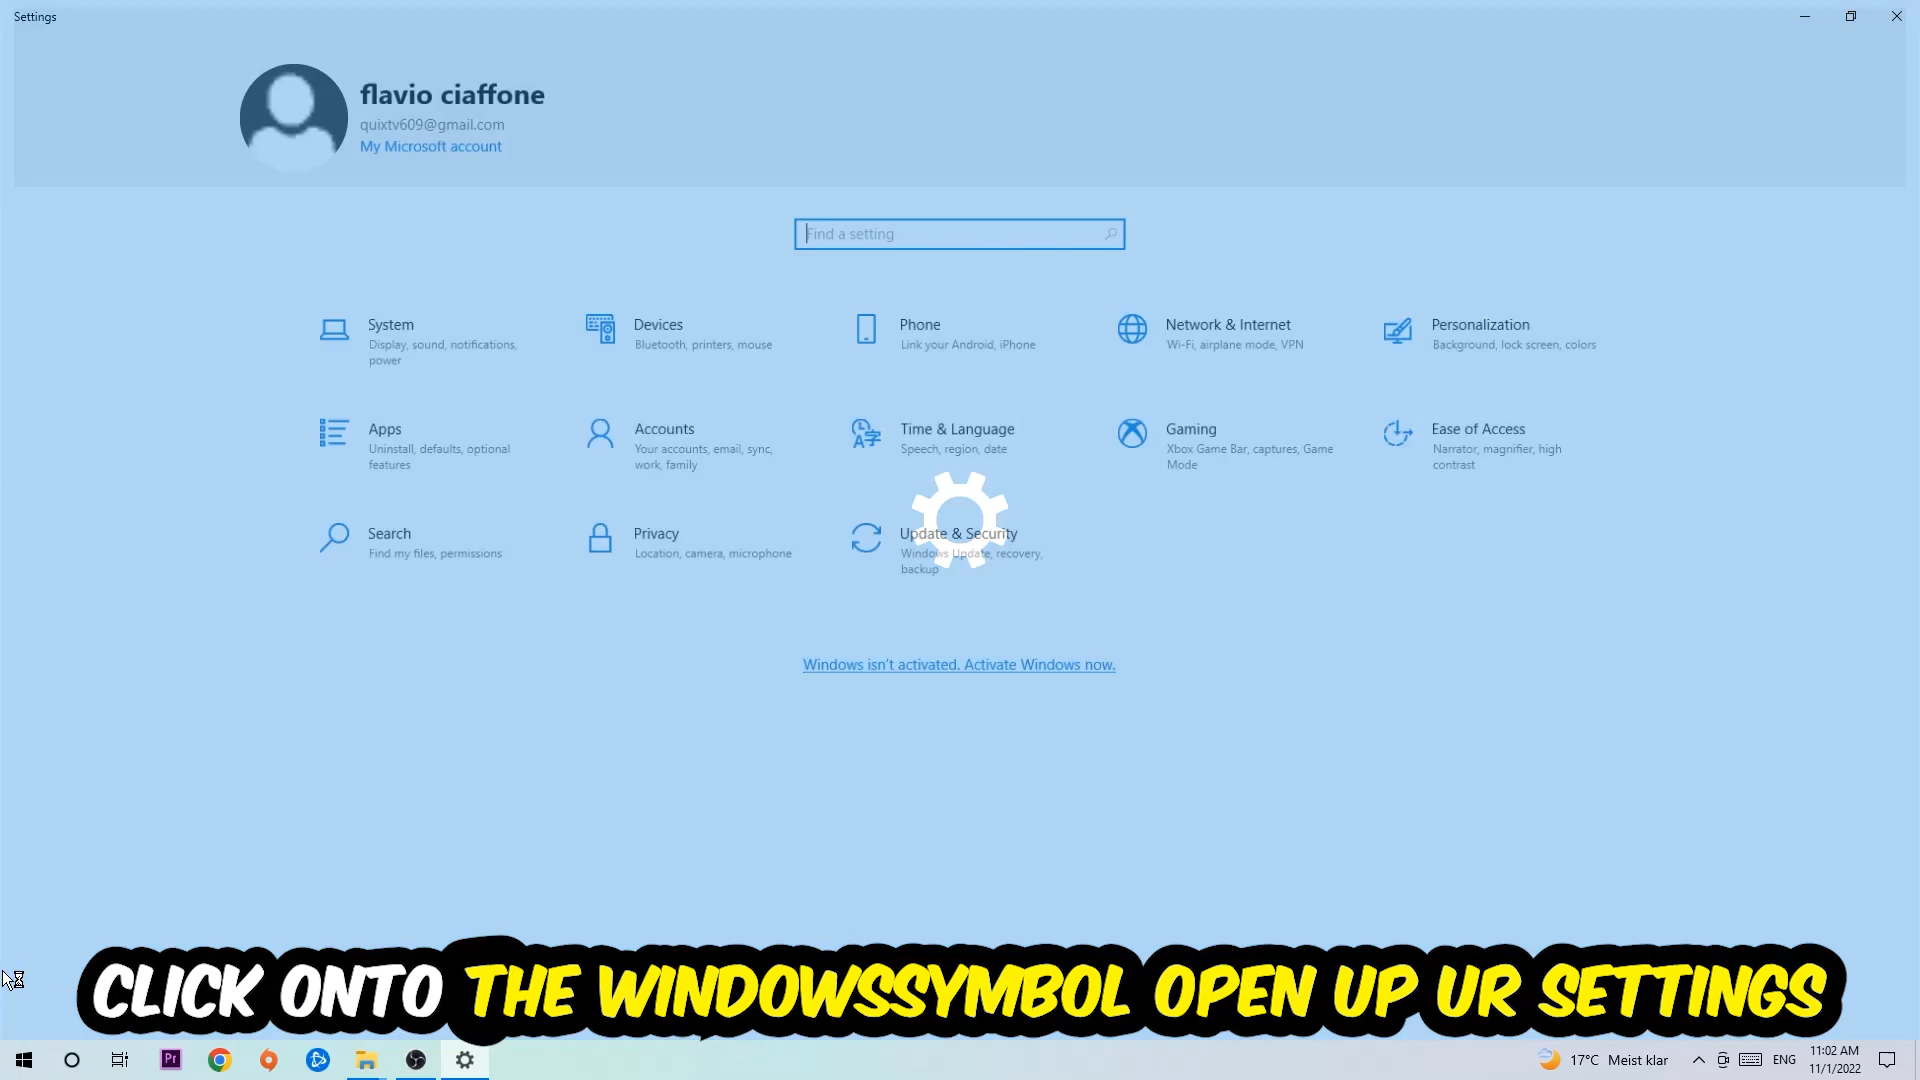 Settings
flavio ciaffone
quixtv609@gmail.com
My Microsoft account
Find a setting
System
Display, sound, notifications,
power
Devices
Bluetooth, printers, mouse
Phone
Link your Android, iPhone
Network & Internet
Wi-Fi, airplane mode, VPN
Personalization
Background, lock screen, colors
Apps
Uninstall, defaults, optional
features
Accounts
Your accounts, email, sync,
work, family
Time & Language
Speech, region, date
Gaming
Xbox Game Bar, captures, Game
Mode
Ease of Access
Narrator, magnifier, high
contrast
Search
Find my files, permissions
Privacy
Location, camera, microphone
Update & Security
Windows Update, recovery,
backup
Windows isn't activated. Activate Windows now.
CLICK ONTO THE WINDOWSSYMBOL OPEN UP UR SETTINGS
Pr
17°C Meist klar
ENG
11:02 AM
11/1/2022